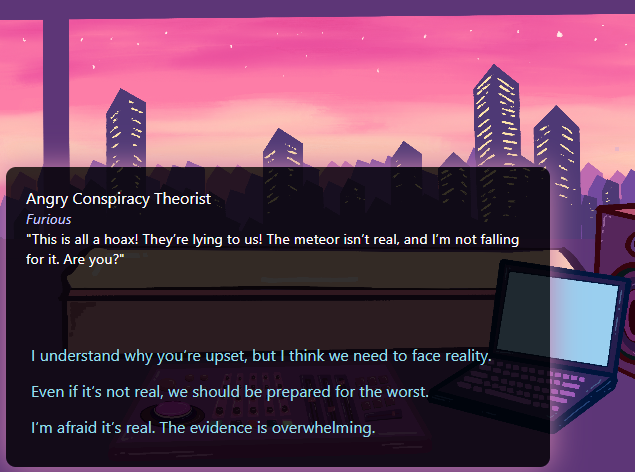 Angry Conspiracy Theorist
Furious
"This is all a hoax! They’re lying to us! The meteor isn’t real, and I’m not falling
for it. Are you?"
I understand why you’re upset, but I think we need to face reality.
Even if it’s not real, we should be prepared for the worst.
I’m afraid it’s real. The evidence is overwhelming.